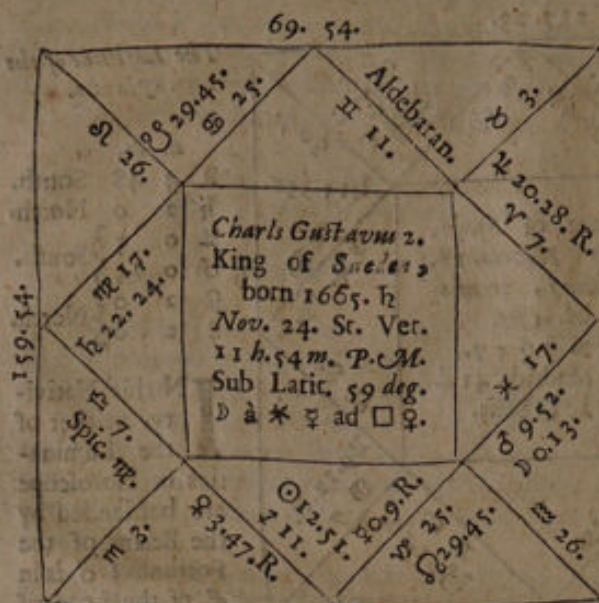 69. 54.
Aldebaran.
♊ 11.
♉ 3.
♃ 20. 28. R.
♈ 7.
☋ 29. 45.
♋ 25.
♌ 26.
♍ 17.
♄ 22. 24.
159. 54.
♎ 7.
Spic. ♍.
♏ 3.
♀ 3. 47. R.
☉ 12. 51.
♐ 11.
☿ 0. 9. R.
♑ 25.
☊ 29. 45.
♒ 26.
♓ 17.
♂ 9. 52.
☽ 0. 13.
Charls Gustavus 2.
King of Sueden,
born 1665. ♄
Nov. 24. St. Vet.
11 h. 54 m. P. M.
Sub Latit. 59 deg.
☽ à ⚹ ☿ ad □ ♀.